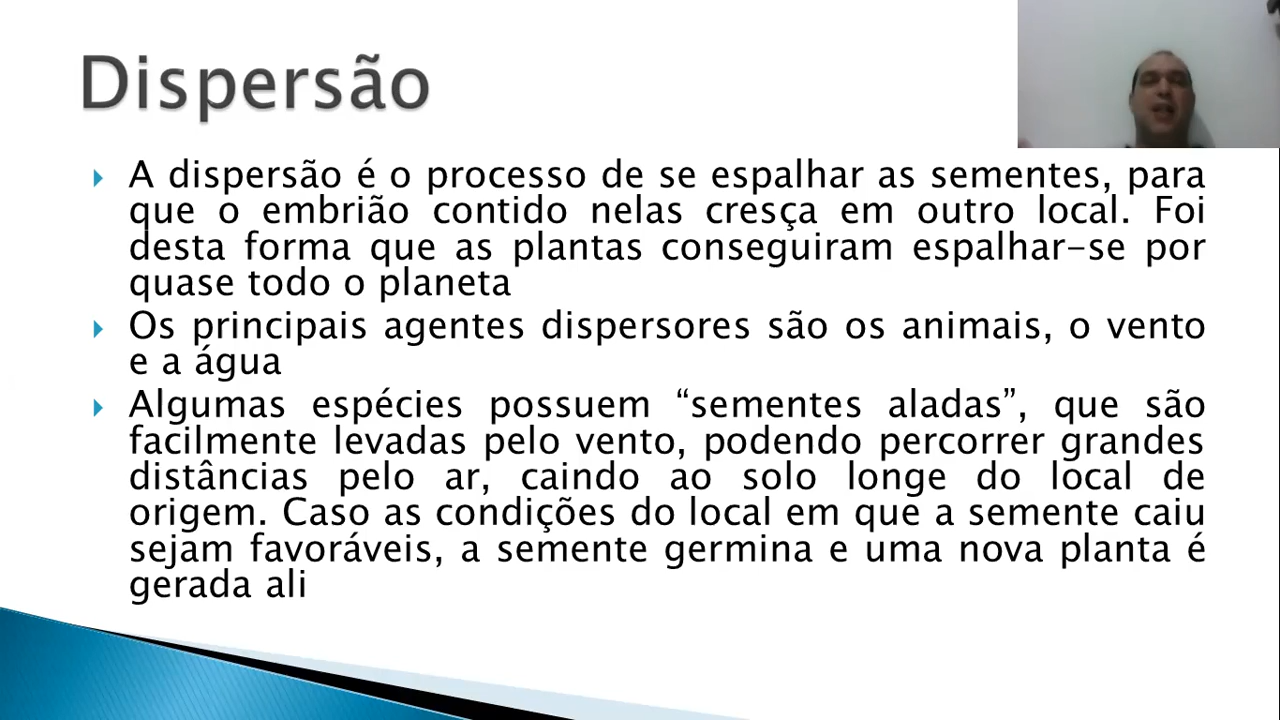 Dispersão
A dispersão é o processo de se espalhar as sementes, para
que o embrião contido nelas cresça em outro local. Foi
desta forma que as plantas conseguiram espalhar-se por
quase todo o planeta
Os principais agentes dispersores são os animais, o vento
e a água
Algumas espécies possuem “sementes aladas”, que são
facilmente levadas pelo vento, podendo percorrer grandes
distâncias pelo ar, caindo ao solo longe do local de
origem. Caso as condições do local em que a semente caiu
sejam favoráveis, a semente germina e uma nova planta é
gerada ali